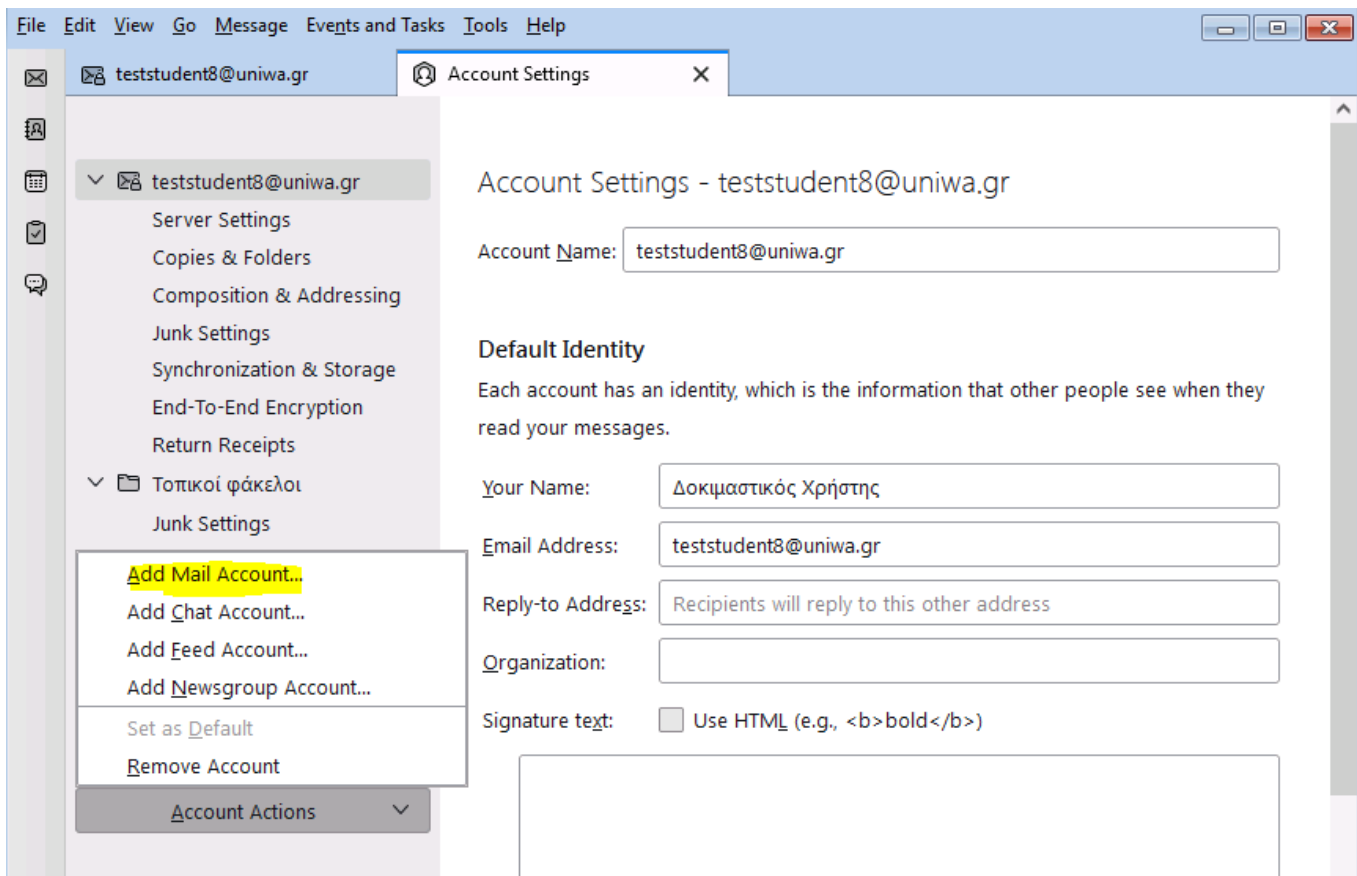 File Edit View Go Message Events and Tasks Tools Help
teststudent8@uniwa.gr
Account Settings
teststudent8@uniwa.gr
Server Settings
Copies & Folders
Composition & Addressing
Junk Settings
Synchronization & Storage
End-To-End Encryption
Return Receipts
Τοπικοί φάκελοι
Junk Settings
Add Mail Account...
Add Chat Account...
Add Feed Account...
Add Newsgroup Account...
Set as Default
Remove Account
Account Actions
Account Settings - teststudent8@uniwa.gr
Account Name: teststudent8@uniwa.gr
Default Identity
Each account has an identity, which is the information that other people see when they
read your messages.
Your Name: Δοκιμαστικός Χρήστης
Email Address: teststudent8@uniwa.gr
Reply-to Address: Recipients will reply to this other address
Organization:
Signature text: Use HTML (e.g., <b>bold</b>)